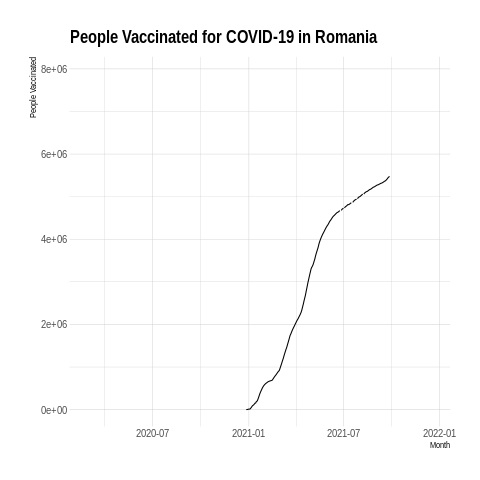 People Vaccinated for COVID-19 in Romania
People Vaccinated
8e+06
6e+06
4e+06
2e+06
0e+00
2020-07
2021-01
2021-07
2022-01
Month